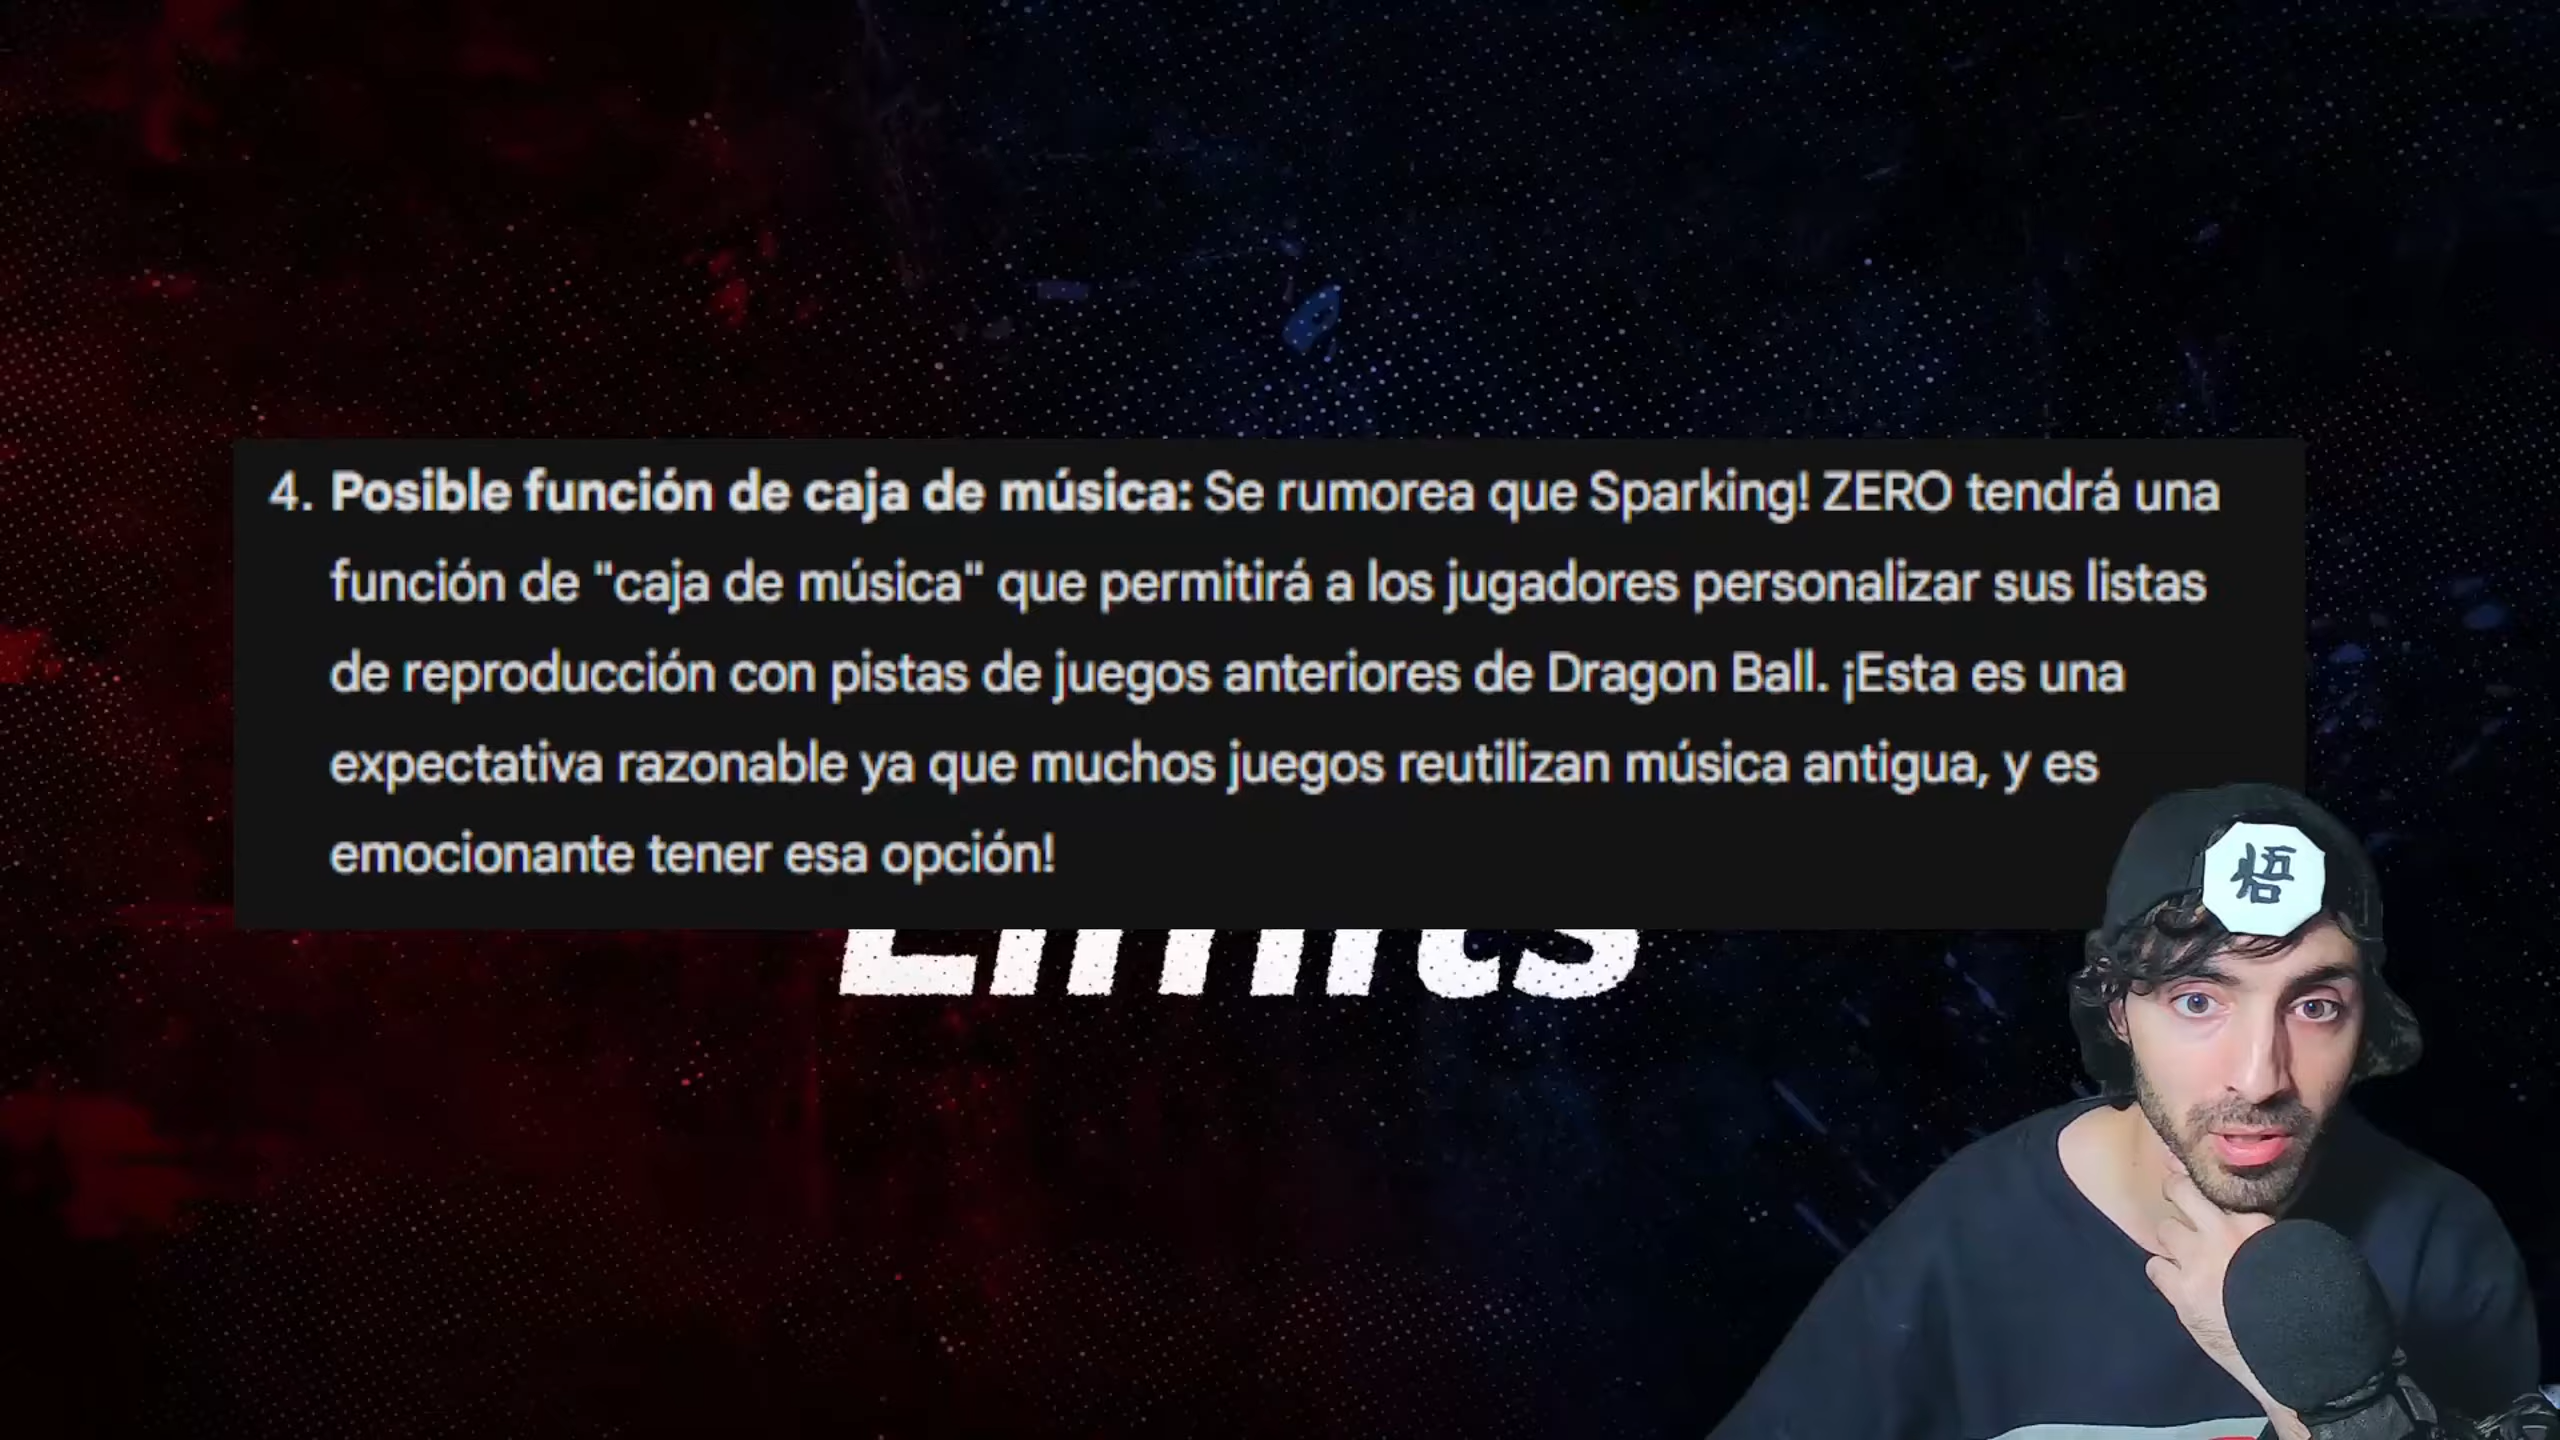 4. Posible función de caja de música: Se rumorea que Sparking! ZERO tendrá una
función de "caja de música" que permitirá a los jugadores personalizar sus listas
de reproducción con pistas de juegos anteriores de Dragon Ball. ¡Esta es una
expectativa razonable ya que muchos juegos reutilizan música antigua, y es
emocionante tener esa opción!
悟
Limits